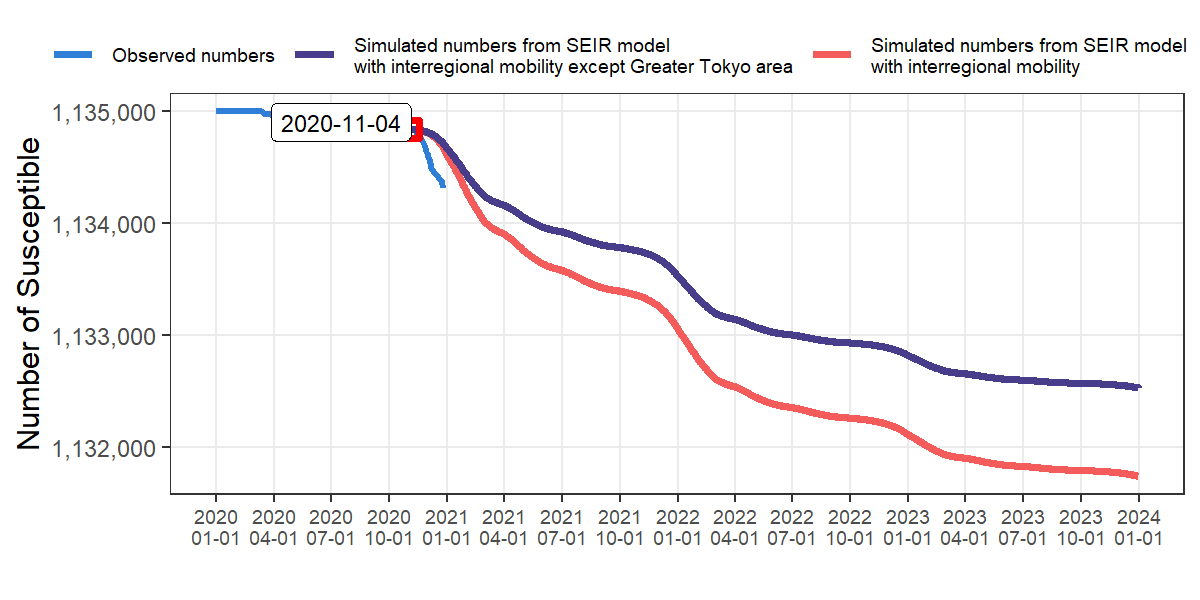 Observed numbers
Simulated numbers from SEIR model
with interregional mobility except Greater Tokyo area
Simulated numbers from SEIR model
with interregional mobility
Number of Susceptible
1,135,000
1,134,000
1,133,000
1,132,000
2020-11-04
2020 2020 2020 2020 2021 2021 2021 2021 2022 2022 2022 2022 2023 2023 2023 2023 2024
01-01 04-01 07-01 10-01 01-01 04-01 07-01 10-01 01-01 04-01 07-01 10-01 01-01 04-01 07-01 10-01 01-01